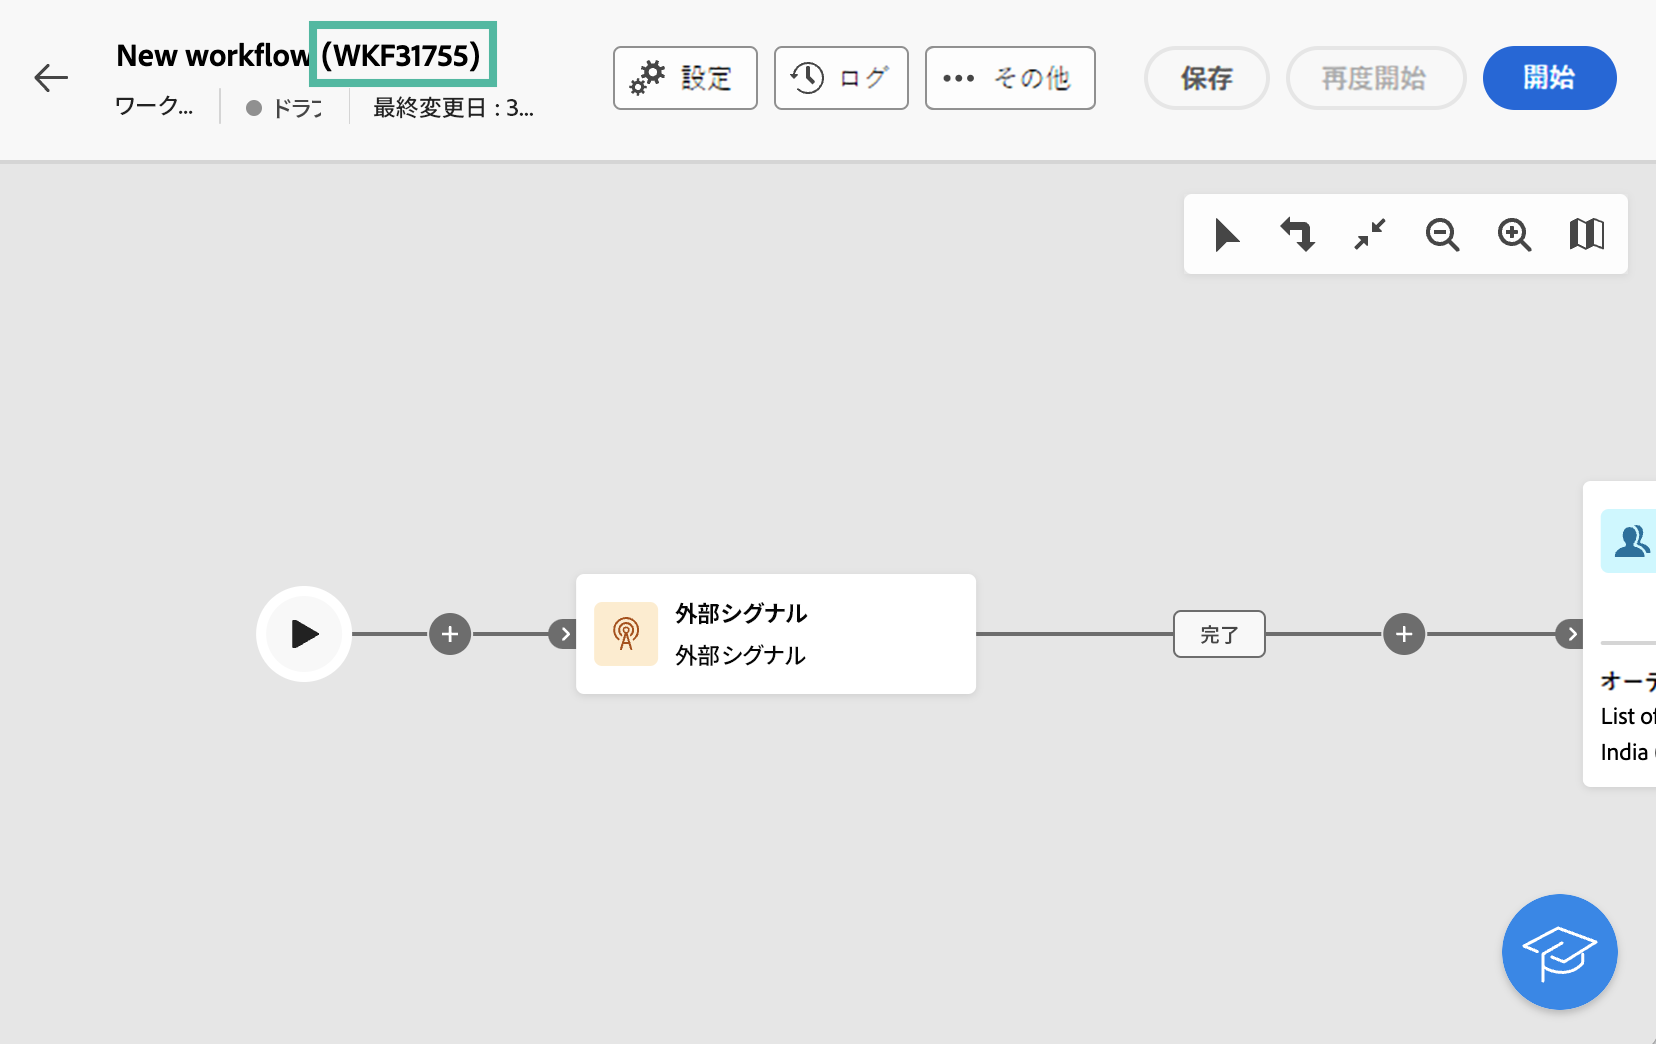 New workflow (WKF31755)
ワーク...
ドラフ
最終変更日 : 3...
設定
ログ
その他
保存
再度開始
開始
外部シグナル
外部シグナル
完了
オーテ
List of
India